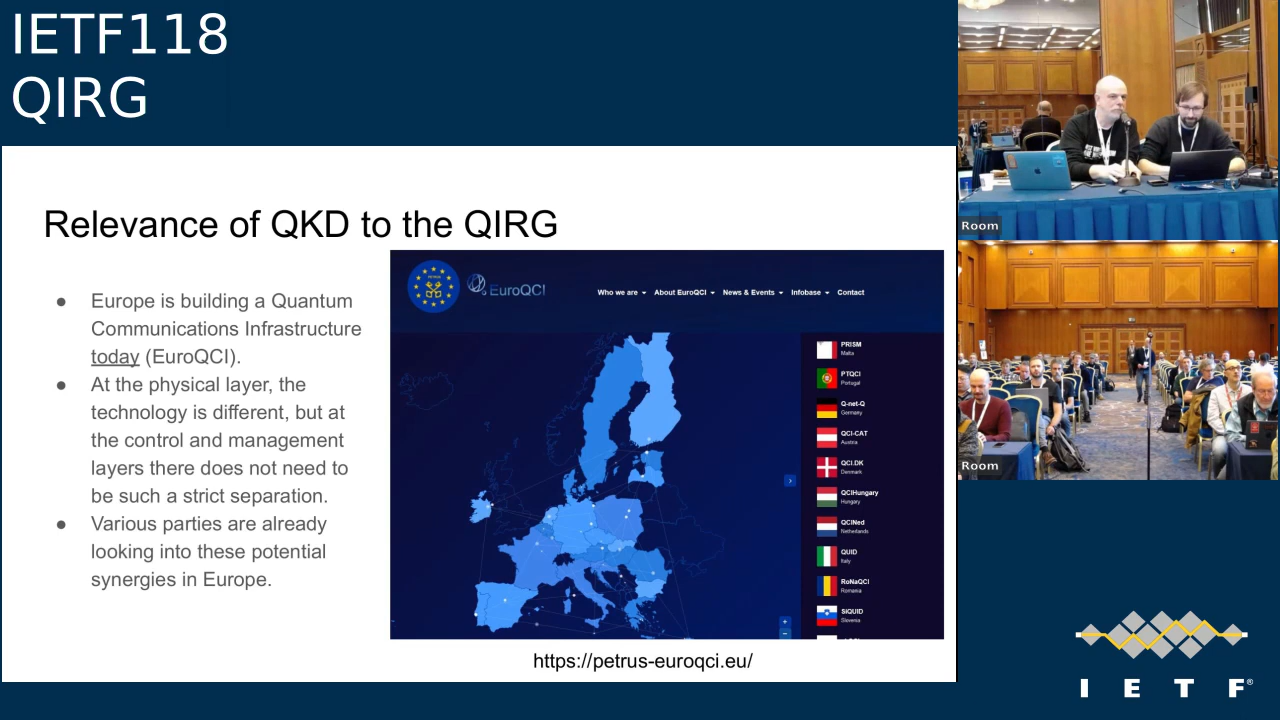 IETF118
QIRG
Relevance of QKD to the QIRG
● Europe is building a Quantum
Communications Infrastructure
today (EuroQCI).
● At the physical layer, the
technology is different, but at
the control and management
layers there does not need to
be such a strict separation.
● Various parties are already
looking into these potential
synergies in Europe.
EuroQCI
Who we are
About EuroQCI
News & Events
Infobase
Contact
PRISM
Malta
PTQCI
Portugal
Q-net-Q
Germany
QCI-CAT
Austria
QCI.DK
Denmark
QCIHungary
Hungary
QCINed
Netherlands
QUID
Italy
RoNaQCI
Romania
SiQUID
Slovenia
https://petrus-euroqci.eu/
Room
Room
I E T F®